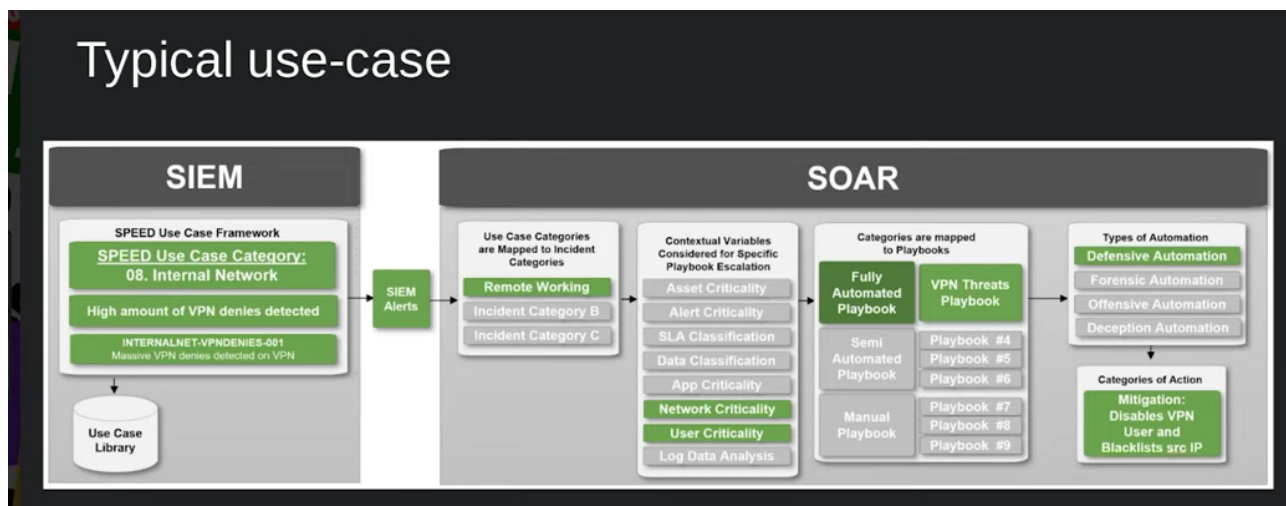 Typical use-case
SIEM
SPEED Use Case Framework
SPEED Use Case Category:
08. Internal Network
High amount of VPN denies detected
INTERNALNET-VPNDENIES-001
Massive VPN denies detected on VPN
Use Case
Library
SIEM
Alerts
SOAR
Use Case Categories
are Mapped to Incident
Categories
Remote Working
Incident Category B
Incident Category C
Contextual Variables
Considered for Specific
Playbook Escalation
Asset Criticality
Alert Criticality
SLA Classification
Data Classification
App Criticality
Network Criticality
User Criticality
Log Data Analysis
Categories are mapped
to Playbooks
Fully
Automated
Playbook
VPN Threats
Playbook
Semi
Automated
Playbook
Playbook #4
Playbook #5
Playbook #6
Manual
Playbook
Playbook #7
Playbook #8
Playbook #9
Types of Automation
Defensive Automation
Forensic Automation
Offensive Automation
Deception Automation
Categories of Action
Mitigation:
Disables VPN
User and
Blacklists src IP